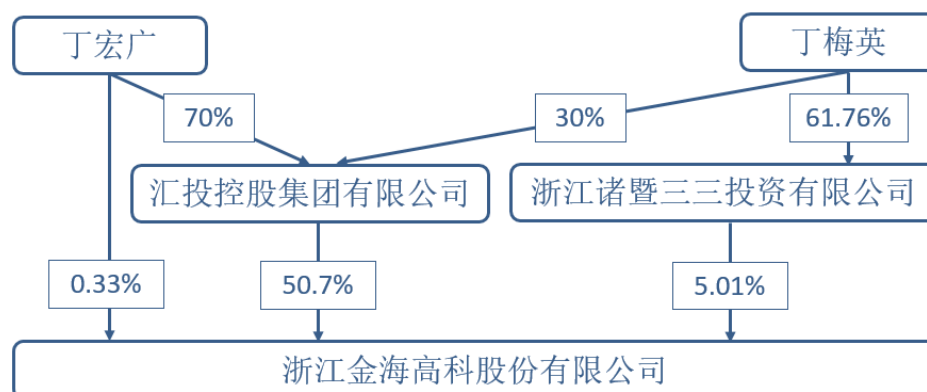 丁宏广
丁梅英
70%
30%
61.76%
汇投控股集团有限公司
浙江诸暨三三投资有限公司
0.33%
50.7%
5.01%
浙江金海高科股份有限公司